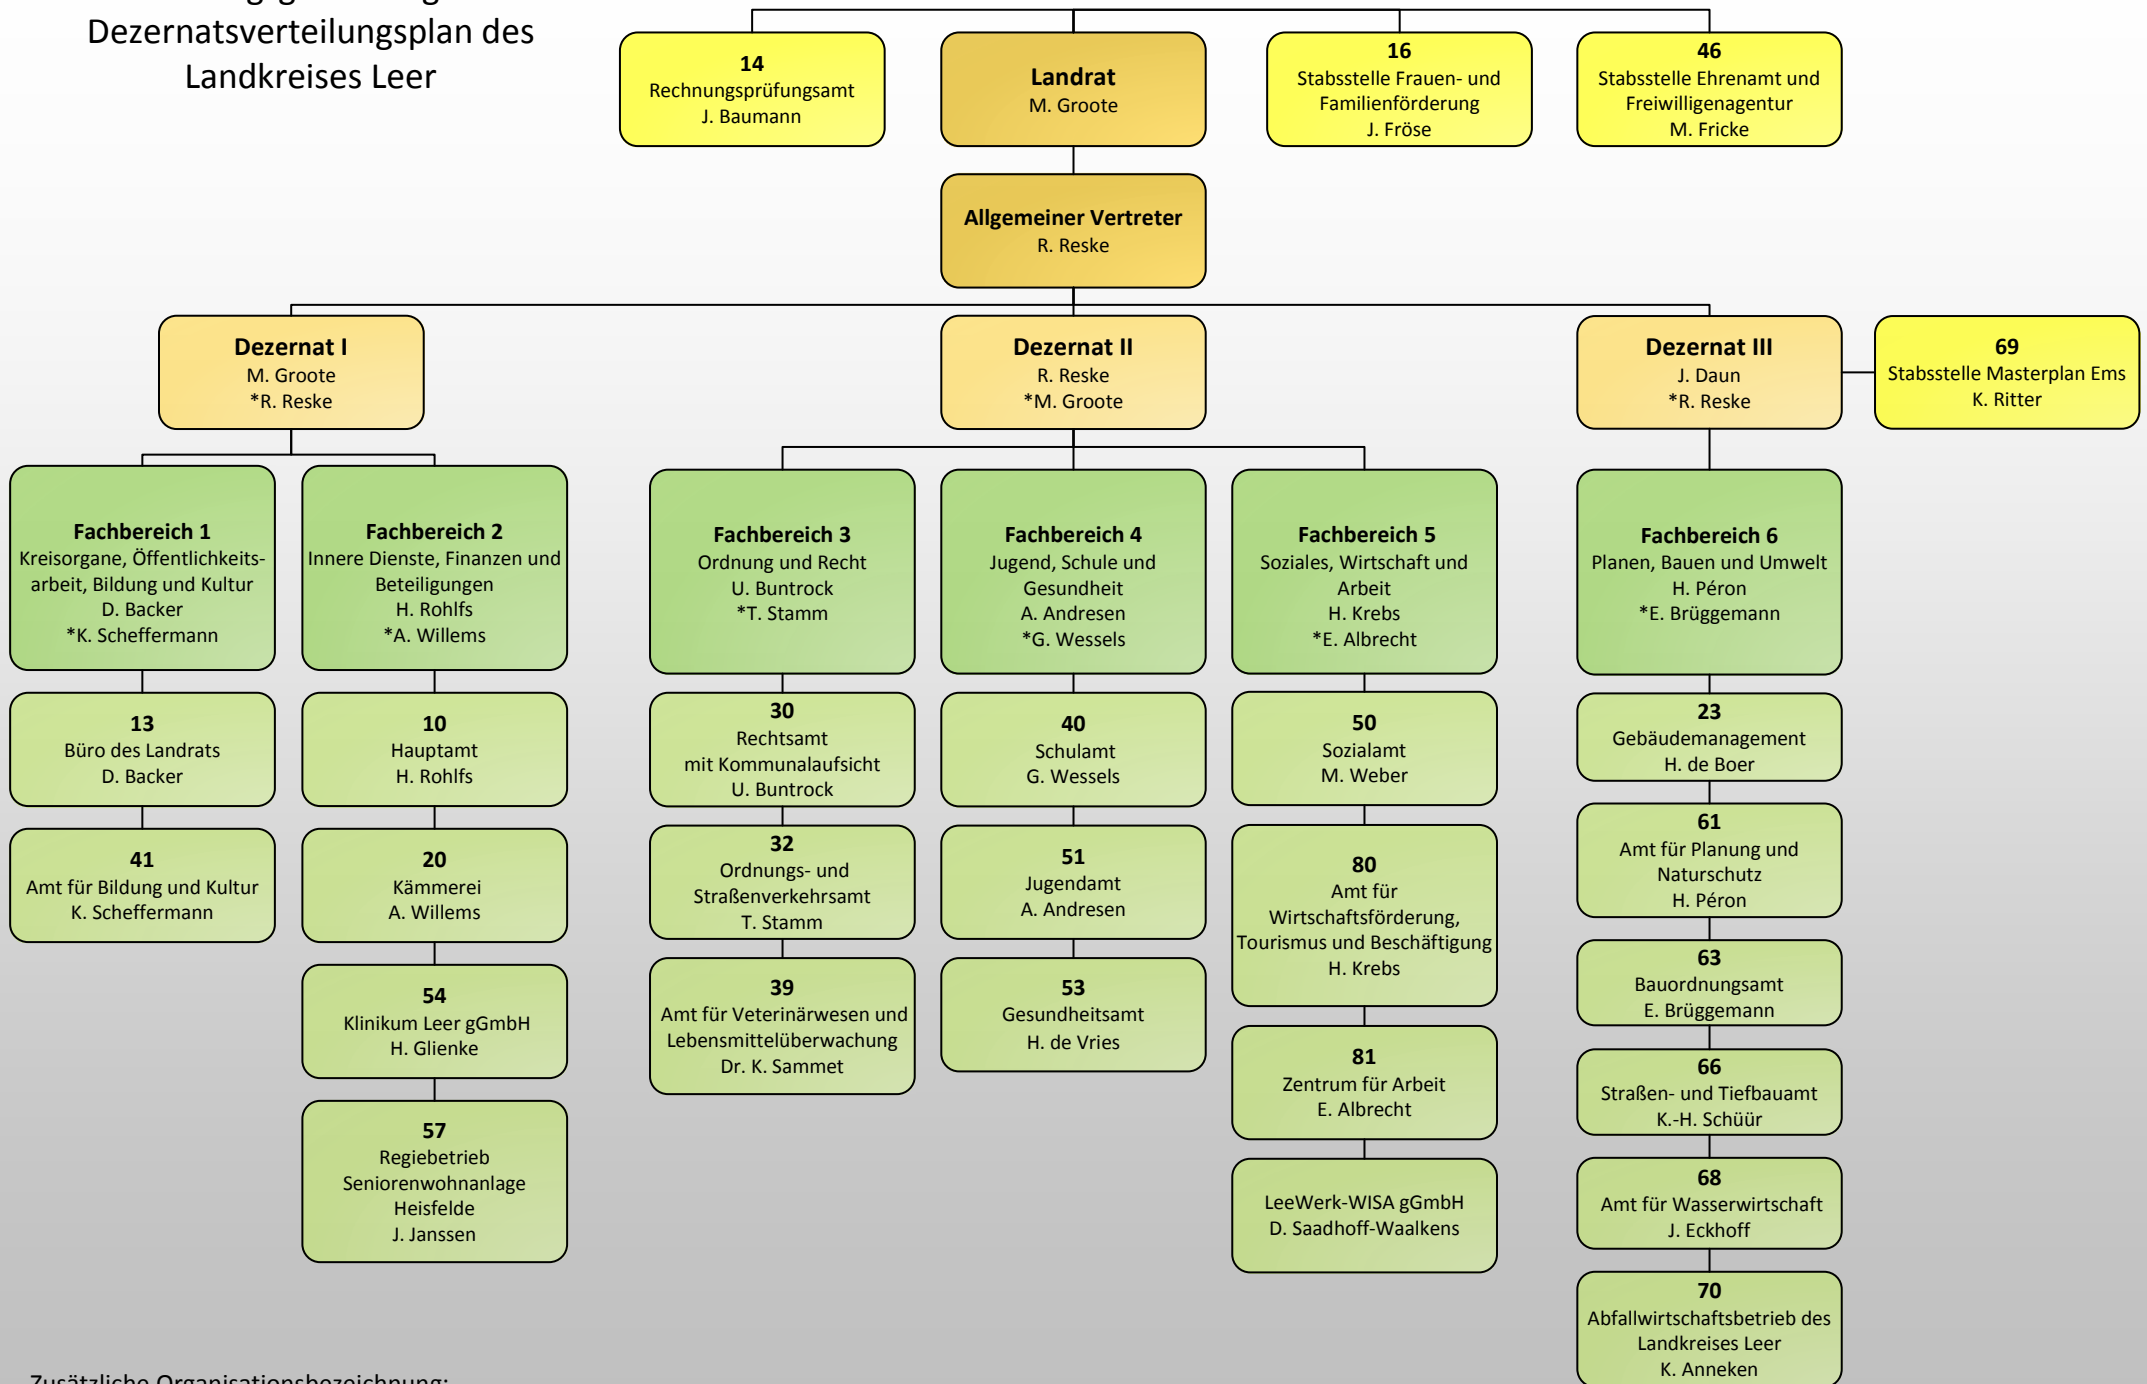 Dezernatsverteilungsplan des
Landkreises Leer
14
Rechnungsprüfungsamt
J. Baumann
Landrat
M. Groote
16
Stabsstelle Frauen- und
Familienförderung
J. Fröse
46
Stabsstelle Ehrenamt und
Freiwilligenagentur
M. Fricke
Allgemeiner Vertreter
R. Reske
Dezernat I
M. Groote
*R. Reske
Dezernat II
R. Reske
*M. Groote
Dezernat III
J. Daun
*R. Reske
69
Stabsstelle Masterplan Ems
K. Ritter
Fachbereich 1
Kreisorgane, Öffentlichkeits-
arbeit, Bildung und Kultur
D. Backer
*K. Scheffermann
Fachbereich 2
Innere Dienste, Finanzen und
Beteiligungen
H. Rohlfs
*A. Willems
Fachbereich 3
Ordnung und Recht
U. Buntrock
*T. Stamm
Fachbereich 4
Jugend, Schule und
Gesundheit
A. Andresen
*G. Wessels
Fachbereich 5
Soziales, Wirtschaft und
Arbeit
H. Krebs
*E. Albrecht
Fachbereich 6
Planen, Bauen und Umwelt
H. Péron
*E. Brüggemann
13
Büro des Landrats
D. Backer
41
Amt für Bildung und Kultur
K. Scheffermann
10
Hauptamt
H. Rohlfs
20
Kämmerei
A. Willems
54
Klinikum Leer gGmbH
H. Glienke
57
Regiebetrieb
Seniorenwohnanlage
Heisfelde
J. Janssen
30
Rechtsamt
mit Kommunalaufsicht
U. Buntrock
32
Ordnungs- und
Straßenverkehrsamt
T. Stamm
39
Amt für Veterinärwesen und
Lebensmittelüberwachung
Dr. K. Sammet
40
Schulamt
G. Wessels
51
Jugendamt
A. Andresen
53
Gesundheitsamt
H. de Vries
50
Sozialamt
M. Weber
80
Amt für
Wirtschaftsförderung,
Tourismus und Beschäftigung
H. Krebs
81
Zentrum für Arbeit
E. Albrecht
LeeWerk-WISA gGmbH
D. Saadhoff-Waalkens
23
Gebäudemanagement
H. de Boer
61
Amt für Planung und
Naturschutz
H. Péron
63
Bauordnungsamt
E. Brüggemann
66
Straßen- und Tiefbauamt
K.-H. Schüür
68
Amt für Wasserwirtschaft
J. Eckhoff
70
Abfallwirtschaftsbetrieb des
Landkreises Leer
K. Anneken
Zusätzliche Organisationsbezeichnung: